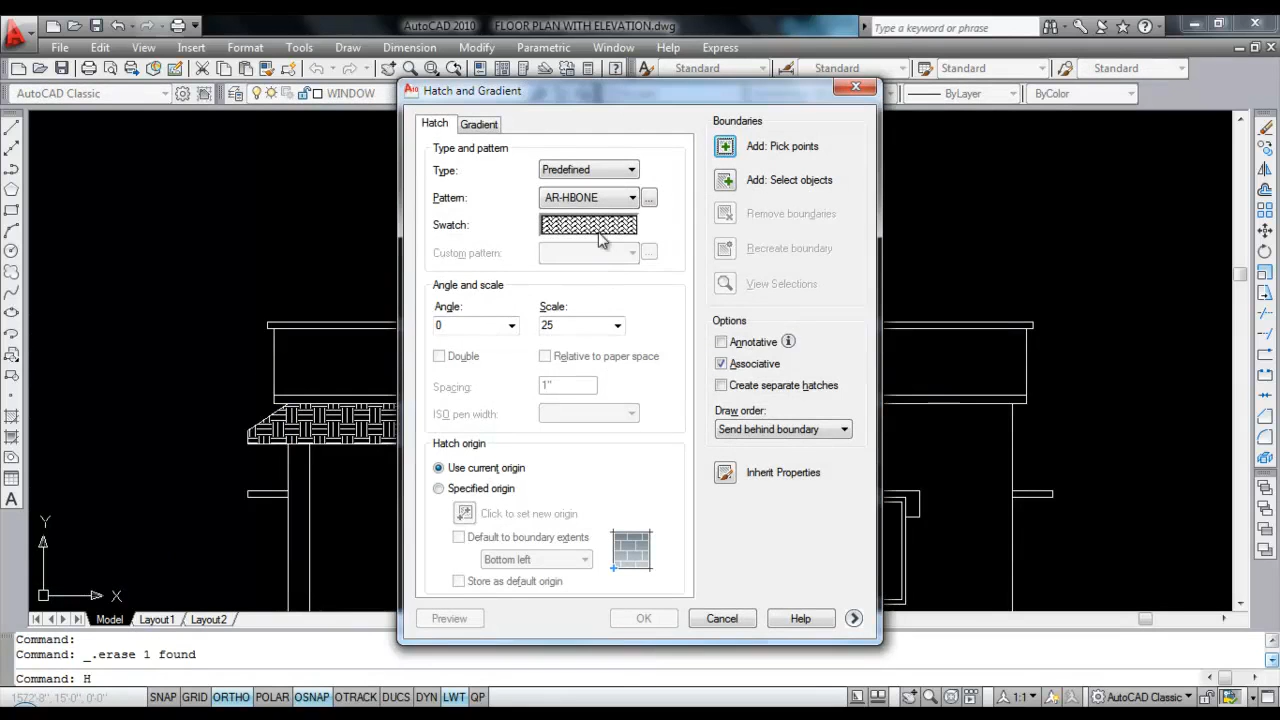 AutoCAD 2010 FLOOR PLAN WITH ELEVATION.dwg
Type a keyword or phrase
File Edit View Insert Format Tools Draw Dimension Modify Parametric Window Help Express
Standard Standard Standard Standard
AutoCAD Classic
WINDOW
ByLayer
ByColor
Hatch and Gradient
Hatch Gradient
Type and pattern
Type: Predefined
Pattern: AR-HBONE ...
Swatch:
Custom pattern: ...
Angle and scale
Angle: Scale:
0 25
Double Relative to paper space
Spacing: 1"
ISO pen width:
Hatch origin
Use current origin
Specified origin
Click to set new origin
Default to boundary extents
Bottom left
Store as default origin
Boundaries
Add: Pick points
Add: Select objects
Remove boundaries
Recreate boundary
View Selections
Options
Annotative
Associative
Create separate hatches
Draw order:
Send behind boundary
Inherit Properties
Preview OK Cancel Help
Y
X
Model Layout1 Layout2
Command:
Command: _.erase 1 found
Command: H
SNAP GRID ORTHO POLAR OSNAP OTRACK DUCS DYN LWT QP
1:1
AutoCAD Classic